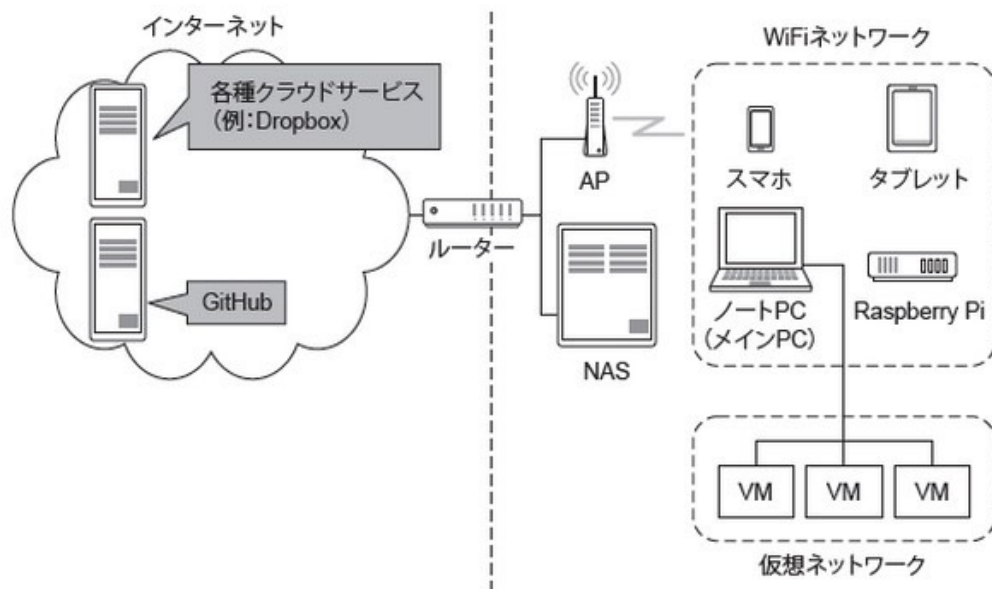 インターネット
各種クラウドサービス
（例：Dropbox）
GitHub
ルーター
AP
NAS
WiFiネットワーク
スマホ
タブレット
ノートPC
（メインPC）
Raspberry Pi
VM
VM
VM
仮想ネットワーク